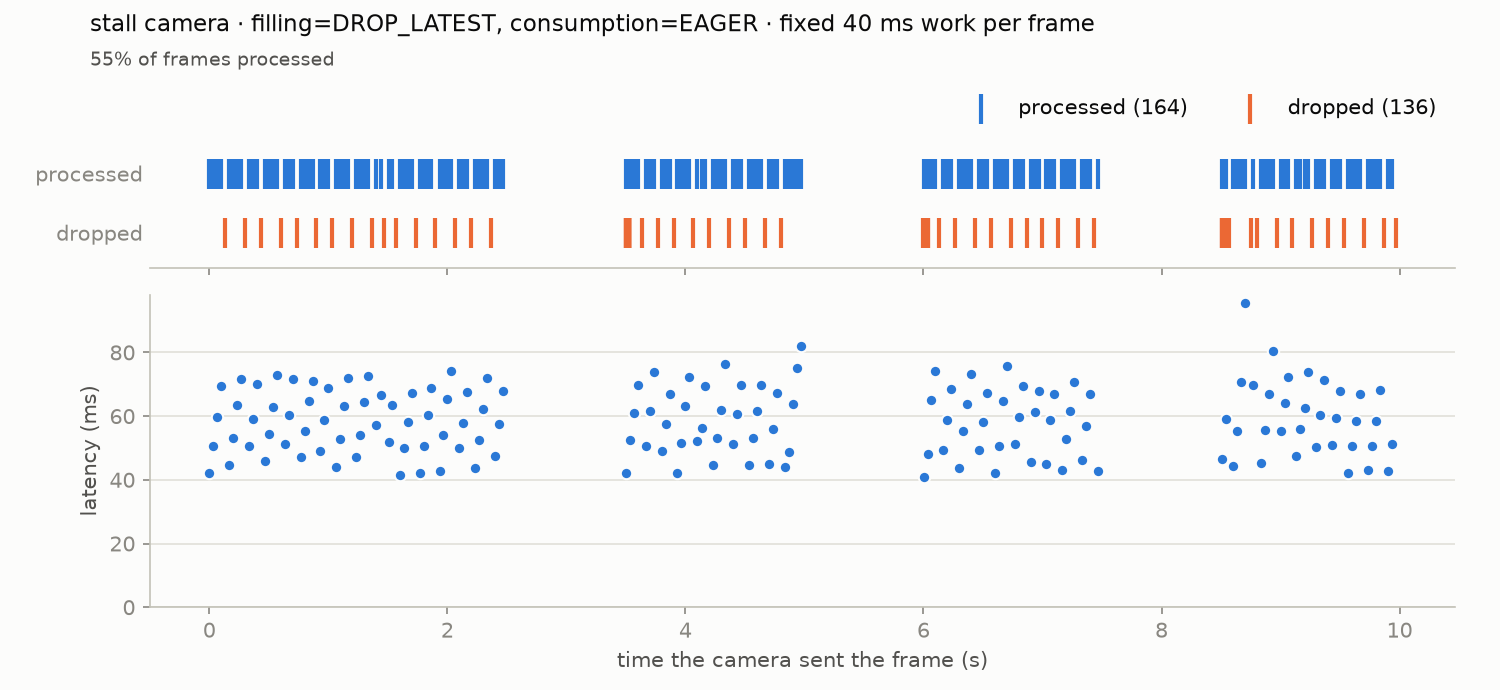 stall camera · filling=DROP_LATEST, consumption=EAGER · fixed 40 ms work per frame
55% of frames processed
processed (164)
dropped (136)
processed
dropped
80
60
40
20
0
latency (ms)
0
2
4
6
8
10
time the camera sent the frame (s)